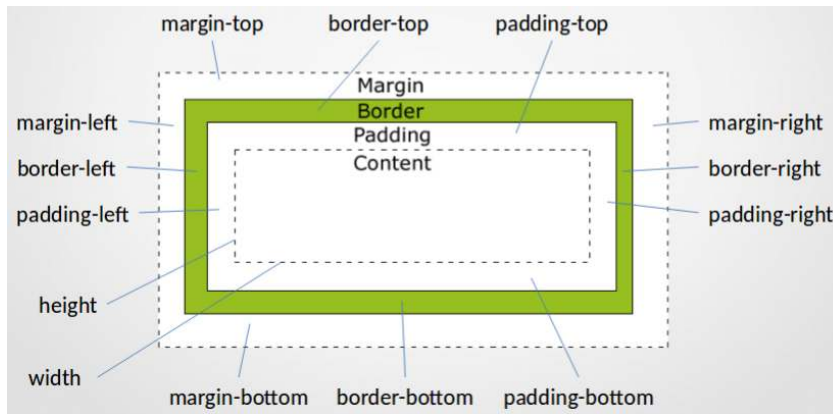 margin-top border-top padding-top
Margin
Border
margin-left margin-right
Padding
border-left Content border-right
padding-left padding-right
height
width
margin-bottom border-bottom padding-bottom